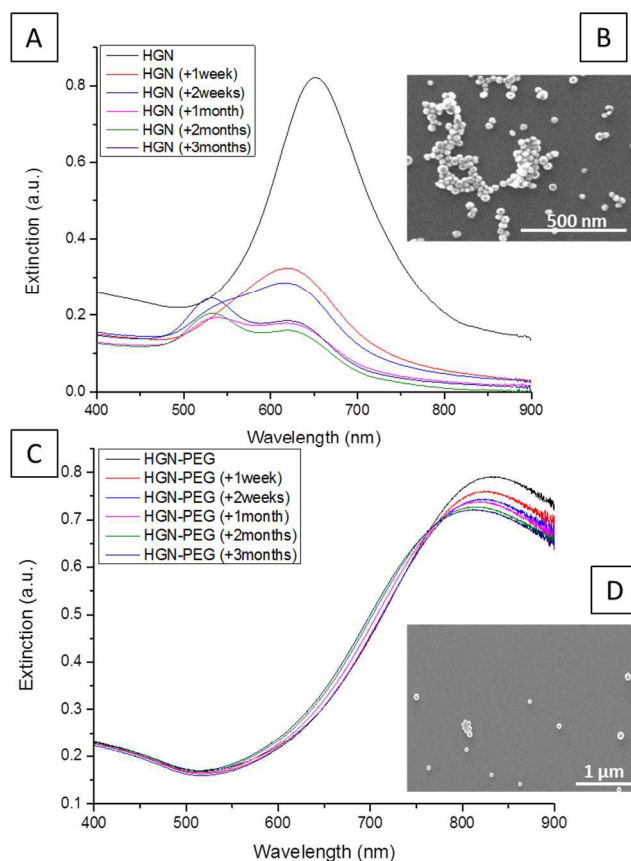 A
B
HGN
HGN (+1week)
HGN (+2weeks)
HGN (+1month)
HGN (+2months)
HGN (+3months)
0.8
0.6
0.4
0.2
0.0
Extinction (a.u.)
500 nm
400 500 600 700 800 900
Wavelength (nm)
C
HGN-PEG
HGN-PEG (+1week)
HGN-PEG (+2weeks)
HGN-PEG (+1month)
HGN-PEG (+2months)
HGN-PEG (+3months)
D
0.8
0.7
0.6
0.5
0.4
0.3
0.2
0.1
Extinction (a.u.)
1 µm
400 500 600 700 800 900
Wavelength (nm)